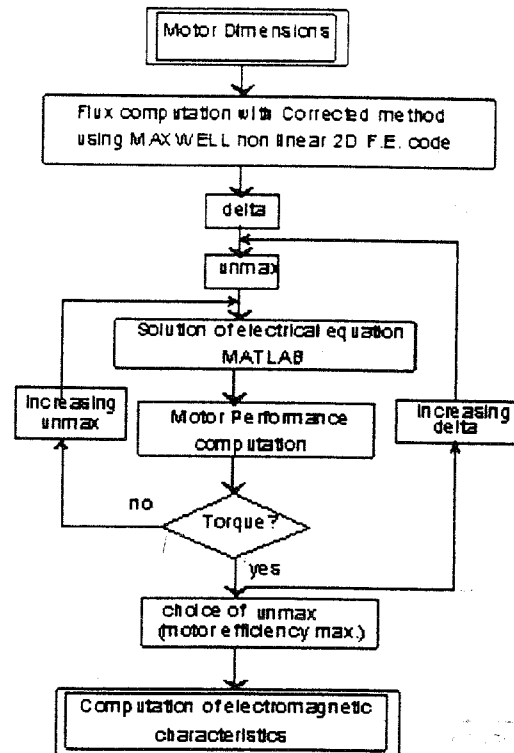 Motor Dimensions
Flux computation with Corrected method
using MAXWELL non linear 2D F.E. code
delta
unmax
Solution of electrical equation
MATLAB
Increasing
unmax
Motor Performance
computation
increasing
delta
no
Torque?
yes
choice of unmax
(motor efficiency max.)
Computation of electromagnetic
characteristics